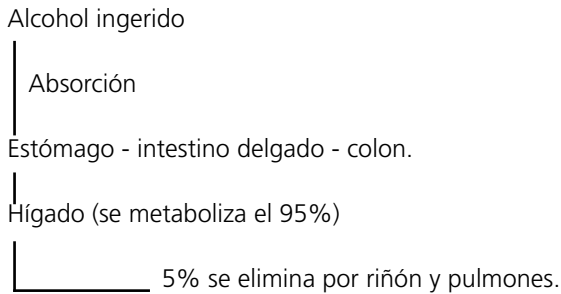 Alcohol ingerido
Absorción
Estómago - intestino delgado - colon.
Hígado (se metaboliza el 95%)
5% se elimina por riñón y pulmones.